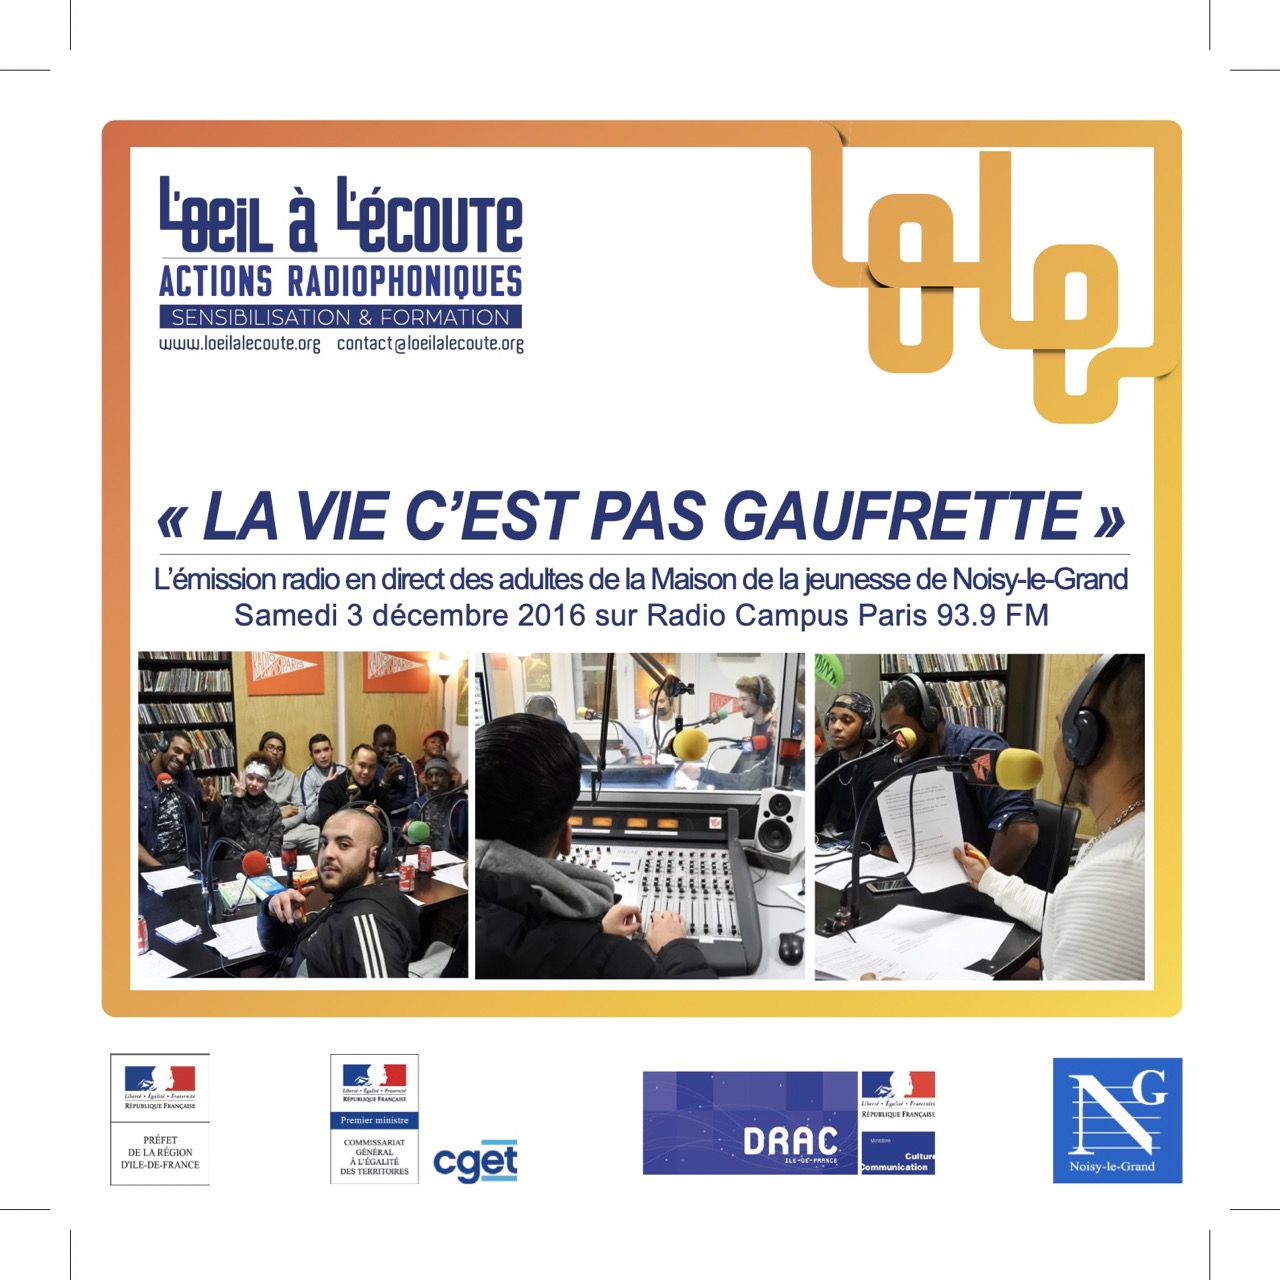 L'oeil à L'écoute
ACTIONS RADIOPHONIQUES
SENSIBILISATION & FORMATION
www.loeilalecoute.org contact@loeilalecoute.org
« LA VIE C'EST PAS GAUFRETTE »
L'émission radio en direct des adultes de la Maison de la jeunesse de Noisy-le-Grand
Samedi 3 décembre 2016 sur Radio Campus Paris 93.9 FM
Liberté • Égalité • Fraternité
RÉPUBLIQUE FRANÇAISE
PRÉFET
DE LA RÉGION
D'ILE-DE-FRANCE
Liberté • Égalité • Fraternité
RÉPUBLIQUE FRANÇAISE
Premier ministre
COMMISSARIAT
GÉNÉRAL
À L'ÉGALITÉ
DES TERRITOIRES
cget
DRAC
ILE-DE-FRANCE
Liberté • Égalité • Fraternité
RÉPUBLIQUE FRANÇAISE
Ministère
Culture
Communication
NG
Noisy-le-Grand